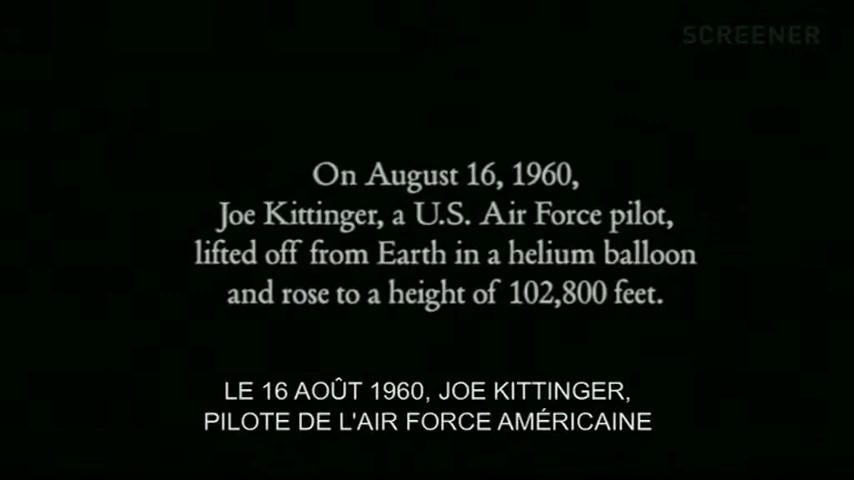 SCREENER
On August 16, 1960,
Joe Kittinger, a U.S. Air Force pilot,
lifted off from Earth in a helium balloon
and rose to a height of 102,800 feet.
LE 16 AOÛT 1960, JOE KITTINGER,
PILOTE DE L'AIR FORCE AMÉRICAINE